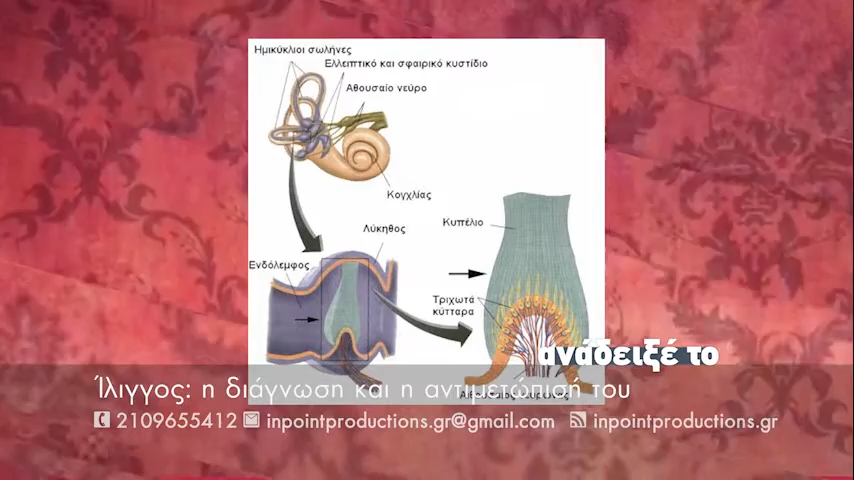 Ημικύκλιοι σωλήνες
Ελλειπτικό και σφαιρικό κυστίδιο
Αθουσαίο νεύρο
Κογχλίας
Λύκηθος
Κυπέλιο
Ενδόλεμφος
Τριχωτά
κύτταρα
ανάδειξέ το
Ίλιγγος: η διάγνωση και η αντιμετώπισή του
2109655412 inpointproductions.gr@gmail.com inpointproductions.gr